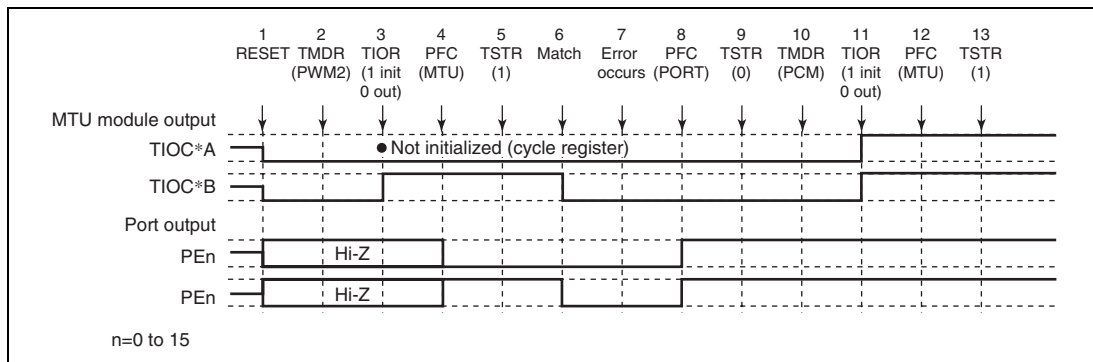 1 2 3 4 5 6 7 8 9 10 11 12 13
RESET TMDR TIOR PFC TSTR Match Error PFC TSTR TMDR TIOR PFC TSTR
(PWM2) (1 init (MTU) (1) occurs (PORT) (0) (PCM) (1 init (MTU) (1)
0 out) 0 out)
MTU module output
TIOC*A ● Not initialized (cycle register)
TIOC*B
Port output
PEn Hi-Z
PEn Hi-Z
n=0 to 15